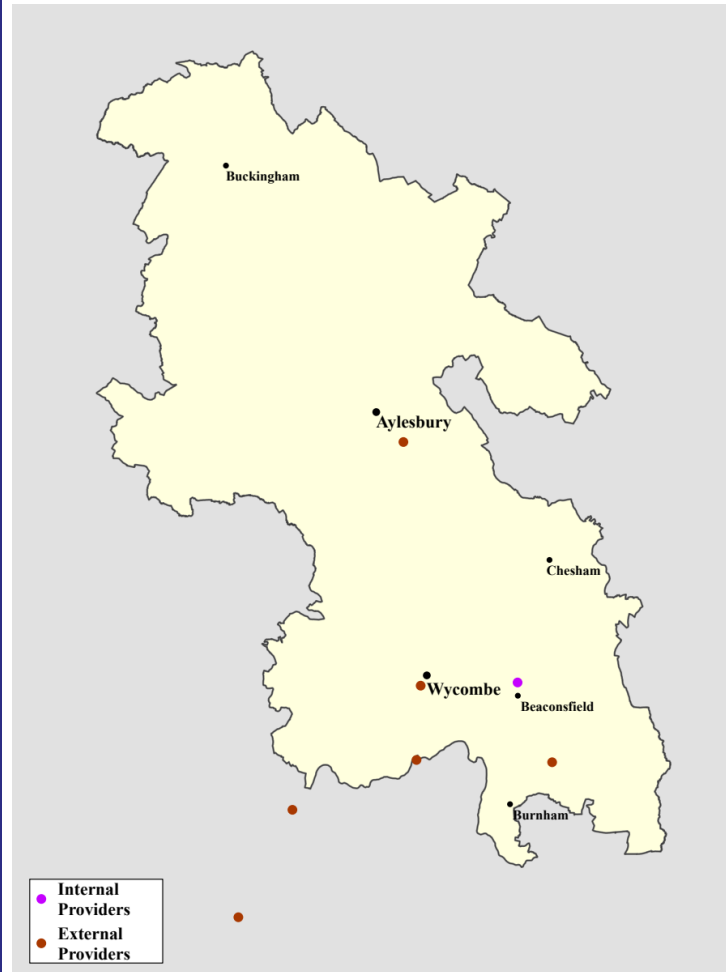 Buckingham
Aylesbury
Chesham
Wycombe
Beaconsfield
Burnham
Internal
Providers
External
Providers